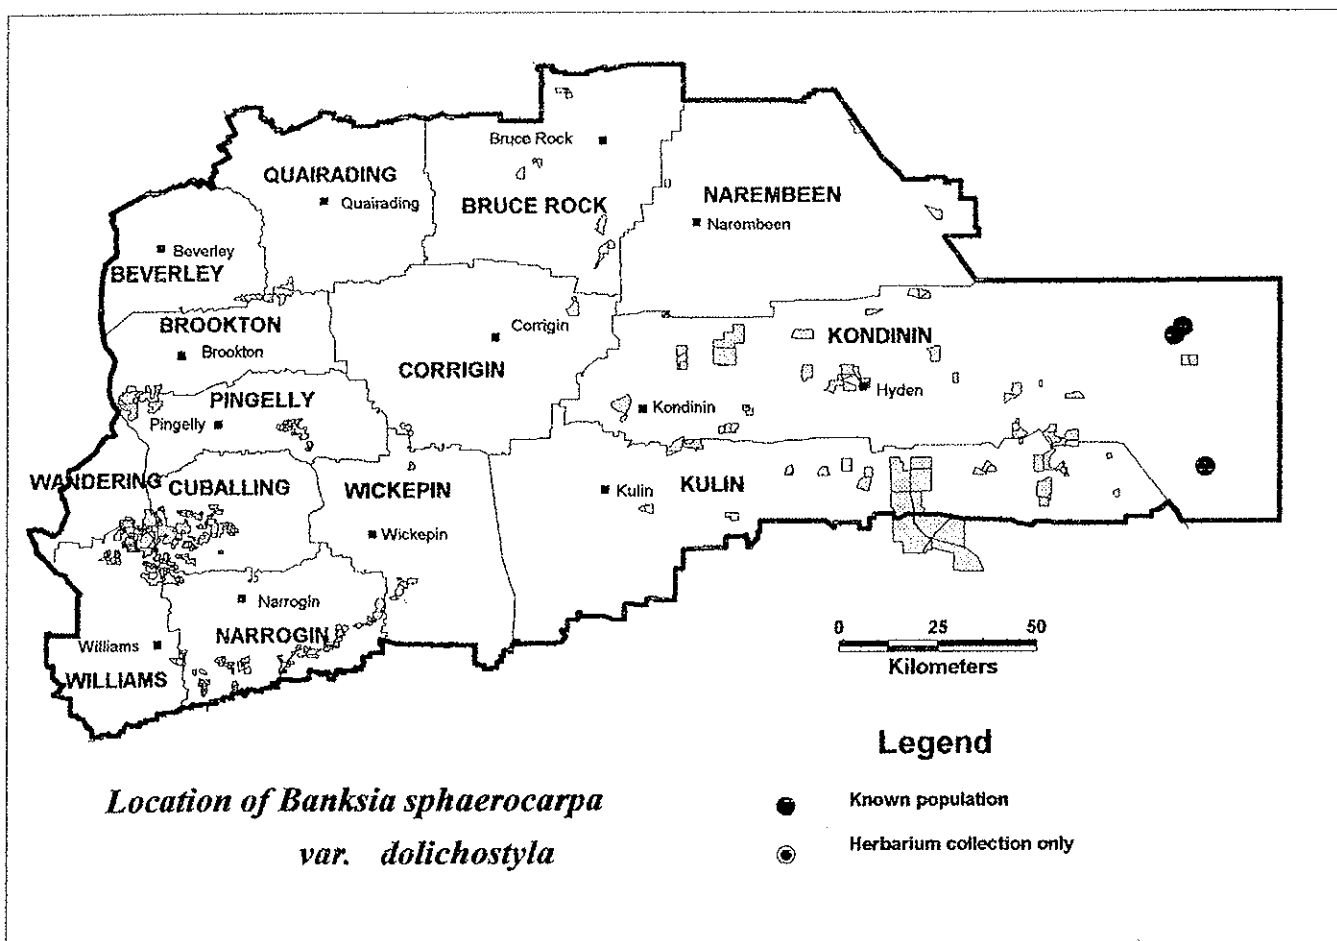 Bruce Rock
QUAIRADING
Quairading
BRUCE ROCK
NAREMBEEN
Narembeen
Beverley
BEVERLEY
BROOKTON
Brookton
Corrigin
CORRIGIN
KONDININ
Hyden
Kondinin
PINGELLY
Pingelly
WANDERING
CUBALLING
WICKEPIN
Wickepin
Kulin
KULIN
Narrogin
NARROGIN
Williams
WILLIAMS
0 25 50
Kilometers
Legend
Known population
Herbarium collection only
Location of Banksia sphaerocarpa
var. dolichostyla